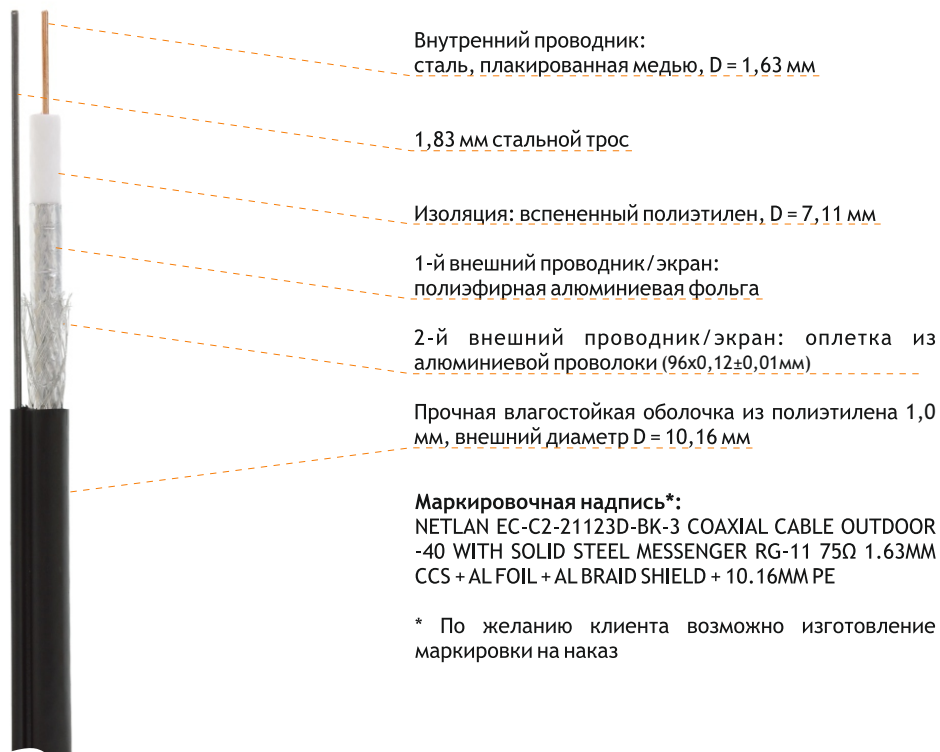 Внутренний проводник:
сталь, плакированная медью, D = 1,63 мм
1,83 мм стальной трос
Изоляция: вспененный полиэтилен, D = 7,11 мм
1-й внешний проводник/экран:
полиэфирная алюминиевая фольга
2-й внешний проводник/экран: оплетка из
алюминиевой проволоки (96x0,12±0,01мм)
Прочная влагостойкая оболочка из полиэтилена 1,0
мм, внешний диаметр D = 10,16 мм
Маркировочная надпись*:
NETLAN EC-C2-21123D-BK-3 COAXIAL CABLE OUTDOOR
-40 WITH SOLID STEEL MESSENGER RG-11 75Ω 1.63MM
CCS + AL FOIL + AL BRAID SHIELD + 10.16MM PE
* По желанию клиента возможно изготовление
маркировки на наказ